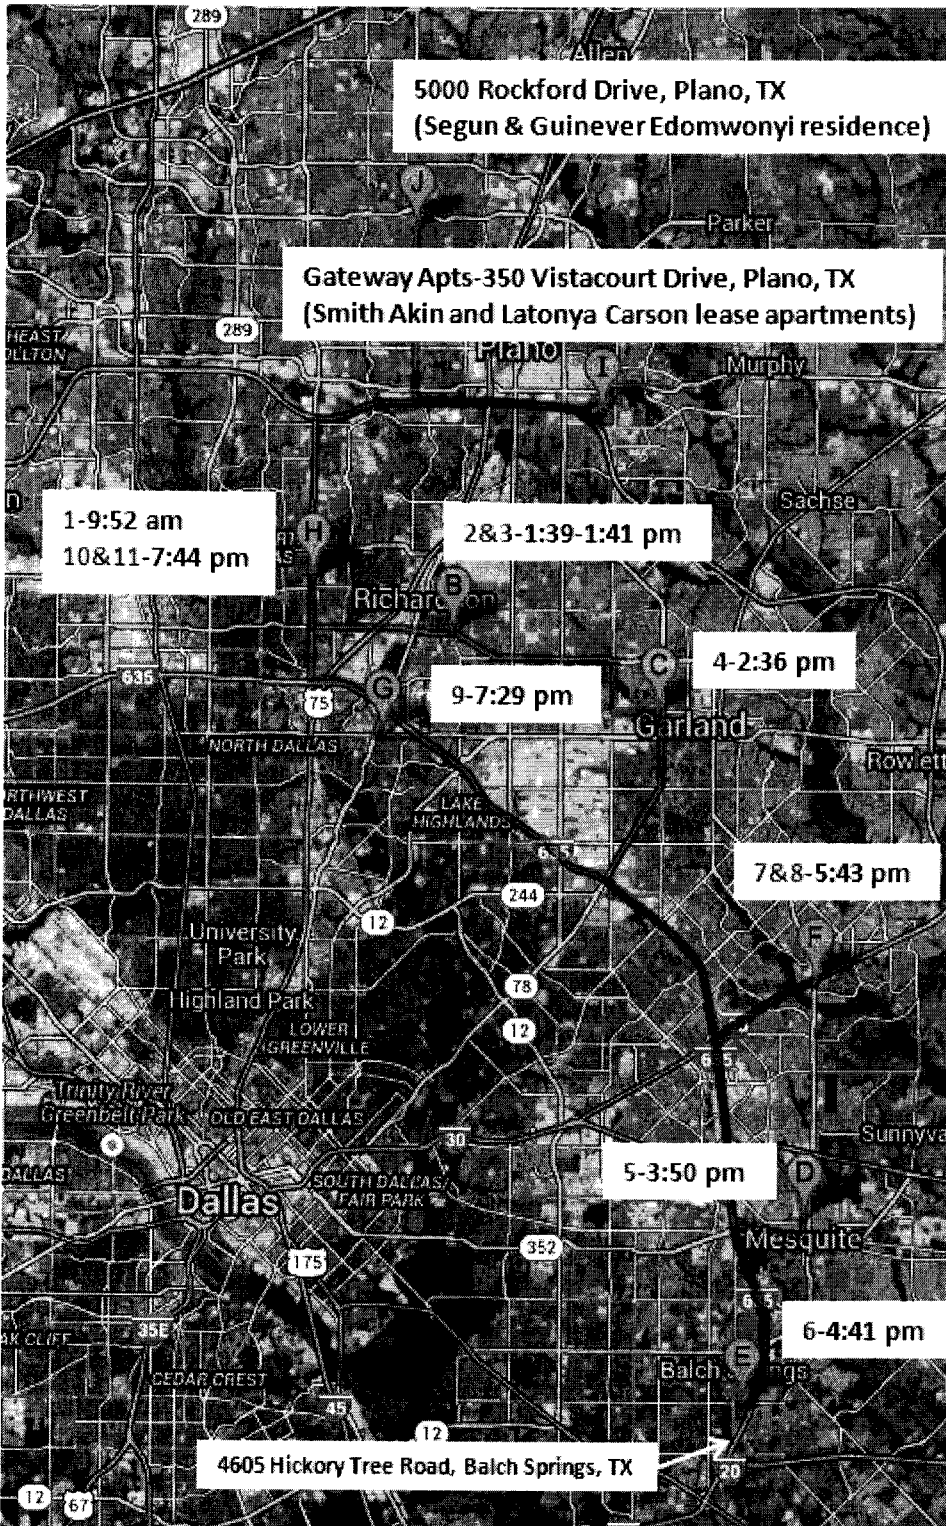 289
Allen
5000 Rockford Drive, Plano, TX
(Segun & Guinever Edomwonyi residence)
J
Parker
Gateway Apts-350 Vistacourt Drive, Plano, TX
(Smith Akin and Latonya Carson lease apartments)
289
Plano
I
Murphy
Sachse
1-9:52 am
10&11-7:44 pm
H
2&3-1:39-1:41 pm
B
Richardson
C
4-2:36 pm
635
75
G
9-7:29 pm
Garland
NORTH DALLAS
Rowlett
DALLAS
LAKE
HIGHLANDS
7&8-5:43 pm
244
12
University
Park
F
78
Highland Park
12
LOWER
GREENVILLE
Trinity River
Greenbelt Park
OLD EAST DALLAS
30
Sunnyva
DALLAS
5-3:50 pm
D
SOUTH DALLAS/
FAIR PARK
Dallas
352
Mesquite
175
35E
6-4:41 pm
AK CLIFF
E
CEDAR CREST
45
12
4605 Hickory Tree Road, Balch Springs, TX
20
12
67